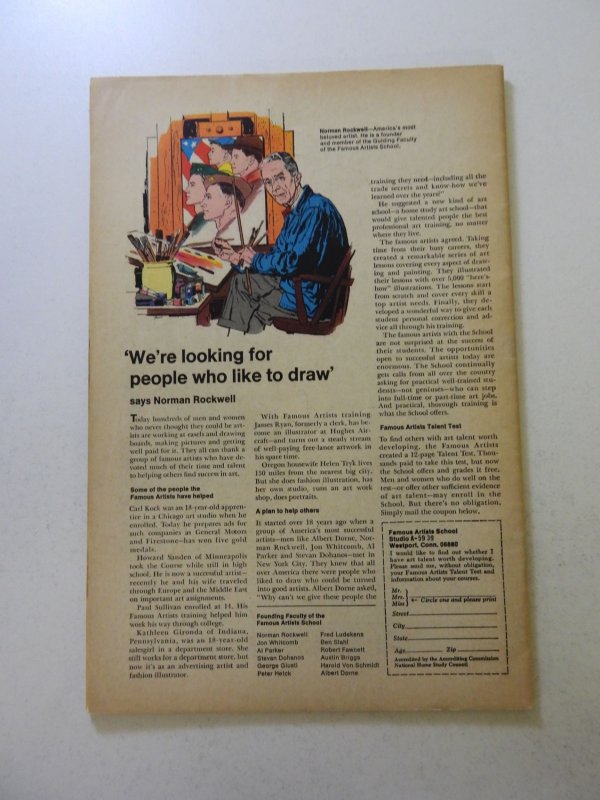 Norman Rockwell—America's most
beloved artist. He is a founder
and member of the Guiding Faculty
of the Famous Artists School.
'We're looking for
people who like to draw'
says Norman Rockwell
Today hundreds of men and women
who never thought they could be art-
ists are working at easels and drawing
boards, making pictures and getting
well paid for it. They all can thank a
group of famous artists who have de-
voted much of their time and talent
to helping others find success in art.
Some of the people the
Famous Artists have helped
Carl Kock was an 18-year-old appren-
tice in a Chicago art studio when he
enrolled. Today he prepares ads for
such companies as General Motors
and Firestone–has won five gold
medals.
Howard Sanden of Minneapolis
took the Course while still in high
school. He is now a successful artist—
recently he and his wife traveled
through Europe and the Middle East
on important art assignments.
Paul Sullivan enrolled at 14. His
Famous Artists training helped him
work his way through college.
Kathleen Gironda of Indiana,
Pennsylvania, was an 18-year-old
salesgirl in a department store. She
still works for a department store, but
now it's as an advertising artist and
fashion illustrator.
With Famous Artists training
James Ryan, formerly a clerk, has be-
come an illustrator at Hughes Air-
craft—and turns out a steady stream
of well-paying free-lance artwork in
his spare time.
Oregon housewife Helen Tryk lives
150 miles from the nearest big city.
But she does fashion illustration, has
her own studio, runs an art work
shop, does portraits.
A plan to help others
It started over 18 years ago when a
group of America's most successful
artists—men like Albert Dorne, Nor-
man Rockwell, Jon Whitcomb, Al
Parker and Stevan Dohanos—met in
New York City. They knew that all
over America there were people who
liked to draw who could be turned
into good artists. Albert Dorne asked,
"Why can't we give these people the
Founding Faculty of the
Famous Artists School
Norman Rockwell
Jon Whitcomb
Al Parker
Stevan Dohanos
George Giusti
Peter Helck
Fred Ludekens
Ben Stahl
Robert Fawcett
Austin Briggs
Harold Von Schmidt
Albert Dorne
training they need—including all the
trade secrets and know-how we've
learned over the years?"
He suggested a new kind of art
school—a home study art school—that
would give talented people the best
professional art training, no matter
where they live.
The famous artists agreed. Taking
time from their busy careers, they
created a remarkable series of art
lessons covering every aspect of draw-
ing and painting. They illustrated
their lessons with over 5,000 "here's-
how" illustrations. The lessons start
from scratch and cover every skill a
top artist needs. Finally, they de-
veloped a wonderful way to give each
student personal correction and ad-
vice all through his training.
The famous artists with the School
are not surprised at the success of
their students. The opportunities
open to successful artists today are
enormous. The School continually
gets calls from all over the country
asking for practical well-trained stu-
dents—not geniuses—who can step
into full-time or part-time art jobs.
And practical, thorough training is
what the School offers.
Famous Artists Talent Test
To find others with art talent worth
developing, the Famous Artists
created a 12-page Talent Test. Thou-
sands paid to take this test, but now
the School offers and grades it free.
Men and women who do well on the
test—or offer other sufficient evidence
of art talent—may enroll in the
School. But there's no obligation.
Simply mail the coupon below.
Famous Artists School
Studio A-5939
Westport, Conn. 06880
I would like to find out whether I
have art talent worth developing.
Please send me, without obligation,
your Famous Artists Talent Test and
information about your courses.
Mr.
Mrs. ← Circle one and please print
Miss
Street
City
State
Age Zip
Accredited by the Accrediting Commission
National Home Study Council